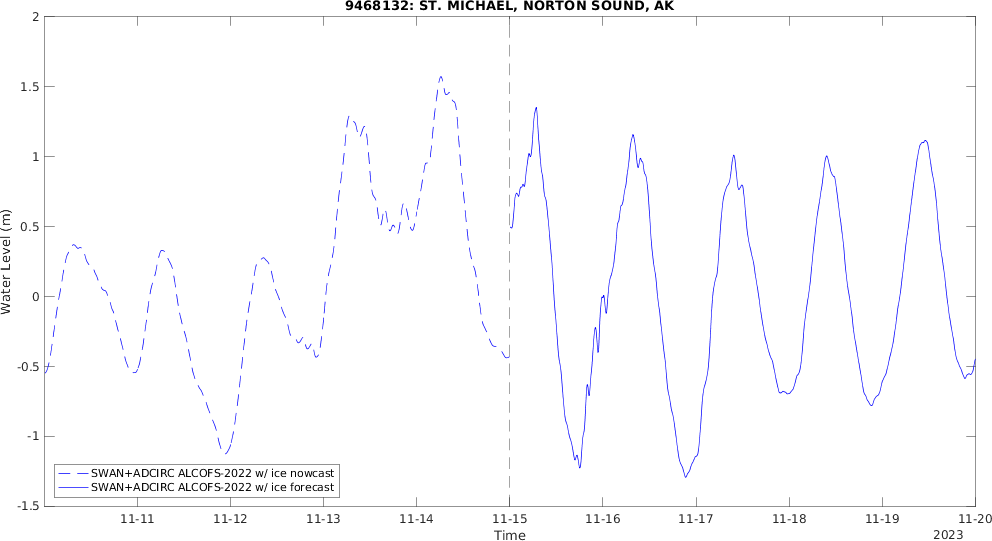 9468132: ST. MICHAEL, NORTON SOUND, AK
2
1.5
1
0.5
0
-0.5
-1
-1.5
Water Level (m)
SWAN+ADCIRC ALCOFS-2022 w/ ice nowcast
SWAN+ADCIRC ALCOFS-2022 w/ ice forecast
11-11 11-12 11-13 11-14 11-15 11-16 11-17 11-18 11-19 11-20
Time
2023